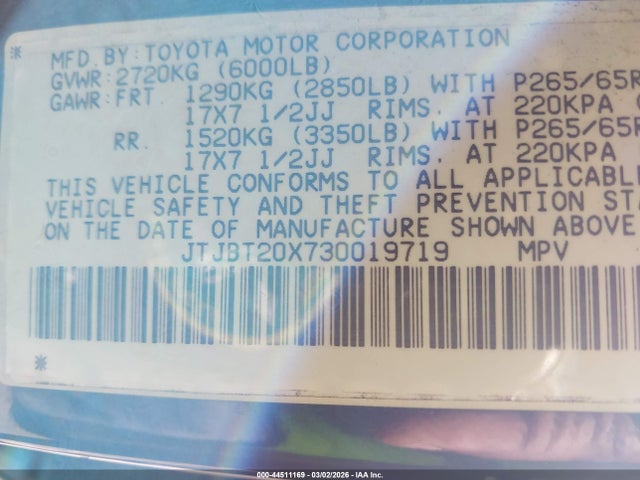 MFD. BY: TOYOTA MOTOR CORPORATION
GVWR: 2720KG (6000LB)
GAWR: FRT 1290KG (2850LB) WITH P265/65R
17X7 1/2JJ RIMS. AT 220KPA
RR. 1520KG (3350LB) WITH P265/65R
17X7 1/2JJ RIMS. AT 220KPA
THIS VEHICLE CONFORMS TO ALL APPLICABLE
VEHICLE SAFETY AND THEFT PREVENTION STA
ON THE DATE OF MANUFACTURE SHOWN ABOVE
JTJBT20X730019719 MPV
000-44511169 - 03/02/2026 - IAA Inc.